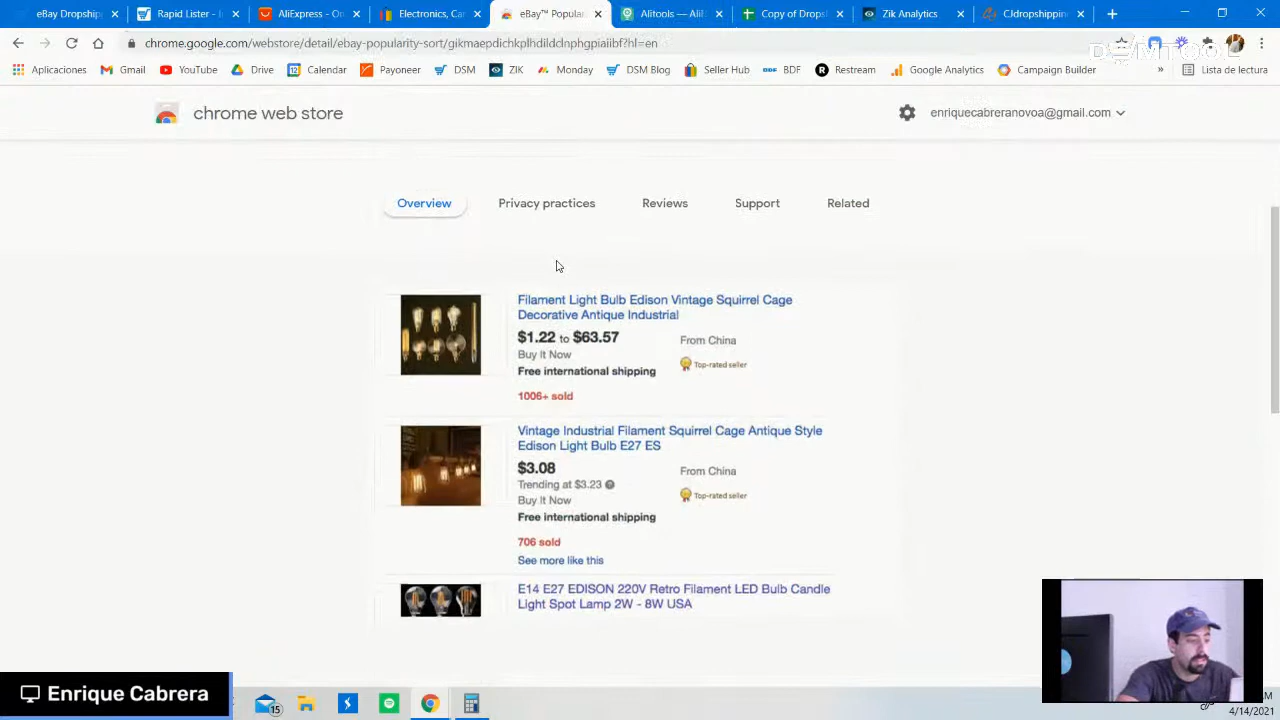 eBay Dropshippin
AliExpress - On
Electronics, Car
eBay™ Popular
Alitools — AliE
Copy of Drops
Zik Analytics
CJdropshippin
chrome.google.com/webstore/detail/ebay-popularity-sort/gkmaepdichplhdildclnphgpiaiibf?hl=en
Aplicaciones
Gmail
YouTube
Drive
Calendar
Payoneer
DSM
ZIK
Monday
DSM Blog
Seller Hub
BDF
Restream
Google Analytics
Campaign Builder
»
Lista de lectura
chrome web store
enriquecabreranovoa@gmail.com
Overview
Privacy practices
Reviews
Support
Related
Filament Light Bulb Edison Vintage Squirrel Cage
Decorative Antique Industrial
$1.22 to $63.57
From China
Buy It Now
Top-rated seller
Free international shipping
1006+ sold
Vintage Industrial Filament Squirrel Cage Antique Style
Edison Light Bulb E27 ES
$3.08
From China
Trending at $3.23
Buy It Now
Top-rated seller
Free international shipping
706 sold
See more like this
E14 E27 EDISON 220V Retro Filament LED Bulb Candle
Light Spot Lamp 2W - 8W USA
Enrique Cabrera
15
4/14/2021